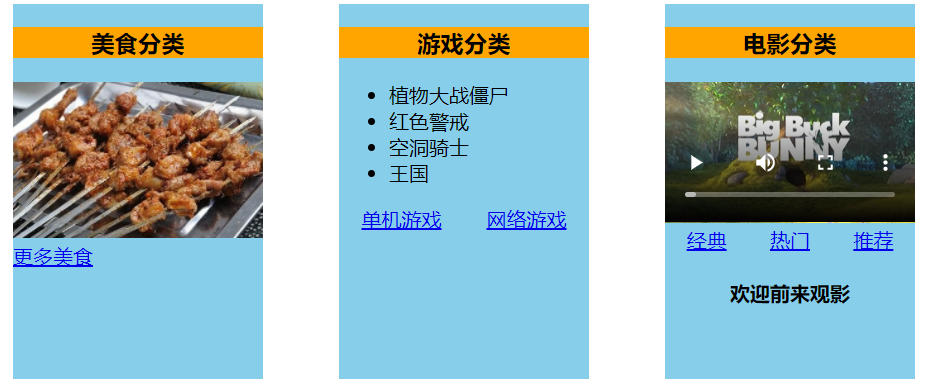 美食分类
更多美食
游戏分类
植物大战僵尸
红色警戒
空洞骑士
王国
单机游戏 网络游戏
电影分类
Big Buck
BUNNY
经典 热门 推荐
欢迎前来观影